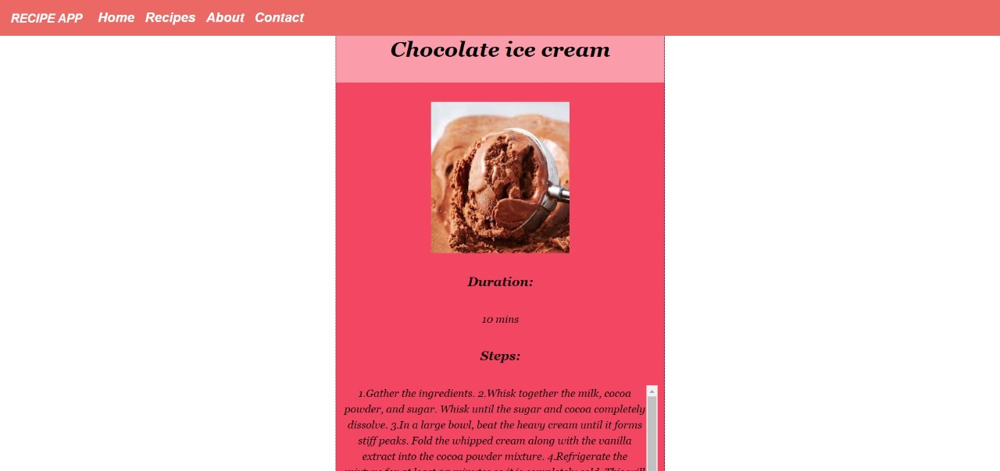 RECIPE APP Home Recipes About Contact
Chocolate ice cream
Duration:
10 mins
Steps:
1.Gather the ingredients. 2.Whisk together the milk, cocoa
powder, and sugar. Whisk until the sugar and cocoa completely
dissolve. 3.In a large bowl, beat the heavy cream until it forms
stiff peaks. Fold the whipped cream along with the vanilla
extract into the cocoa powder mixture. 4.Refrigerate the